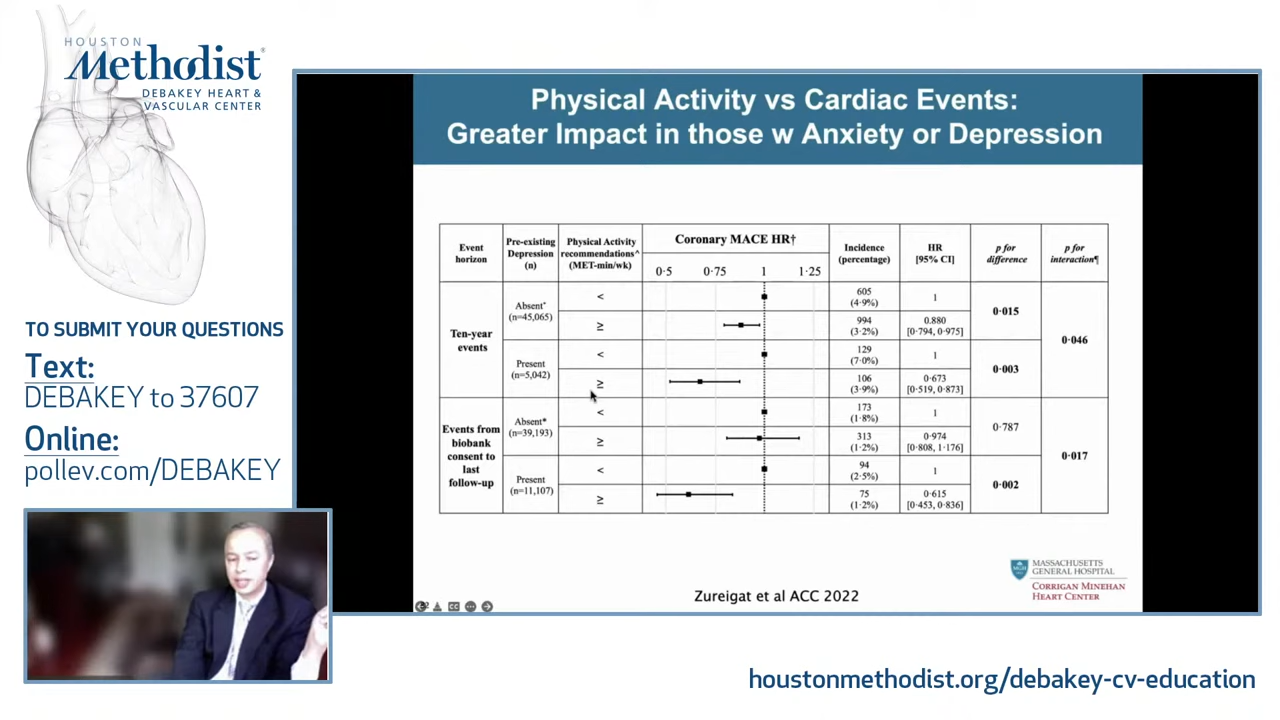 HOUSTON
Methodist®
DEBAKEY HEART &
VASCULAR CENTER
TO SUBMIT YOUR QUESTIONS
Text:
DEBAKEY to 37607
Online:
pollev.com/DEBAKEY
Physical Activity vs Cardiac Events:
Greater Impact in those w Anxiety or Depression
Event horizon
Pre-existing Depression (n)
Physical Activity recommendations^ (MET-min/wk)
Coronary MACE HR†
0·5 0·75 1 1·25
Incidence (percentage)
HR [95% CI]
p for difference
p for interaction¶
Ten-year events
Absent* (n=45,065)
< 605 (4·9%) 1
≥ 994 (3·2%) 0·880 [0·794, 0·975]
0·015
Present (n=5,042)
< 129 (7·0%) 1
≥ 106 (3·9%) 0·673 [0·519, 0·873]
0·003
0·046
Events from biobank consent to last follow-up
Absent* (n=39,193)
< 173 (1·8%) 1
≥ 313 (1·2%) 0·974 [0·808, 1·176]
0·787
Present (n=11,107)
< 94 (2·5%) 1
≥ 75 (1·2%) 0·615 [0·453, 0·836]
0·002
0·017
MASSACHUSETTS
GENERAL HOSPITAL
CORRIGAN MINEHAN
HEART CENTER
Zureigat et al ACC 2022
houstonmethodist.org/debakey-cv-education